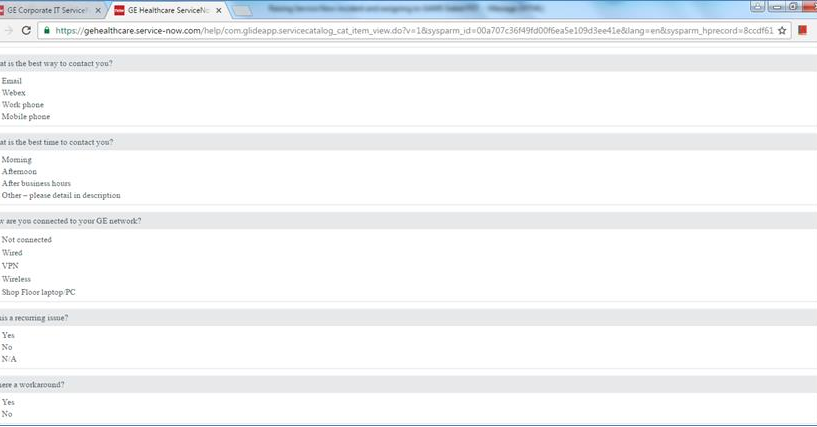 GE Corporate IT Service
GE Healthcare ServiceNo
https://gehealthcare.service-now.com/help/com.glideapp.servicecatalog_cat_item_view.do?v=1&sysparm_id=00a707c36f49fd00f6ea5e109d3ee41e&lang=en&sysparm_hprecord=8ccdf61
at is the best way to contact you?
Email
Webex
Work phone
Mobile phone
at is the best time to contact you?
Morning
Afternoon
After business hours
Other – please detail in description
w are you connected to your GE network?
Not connected
Wired
VPN
Wireless
Shop Floor laptop/PC
is a recurring issue?
Yes
No
N/A
here a workaround?
Yes
No